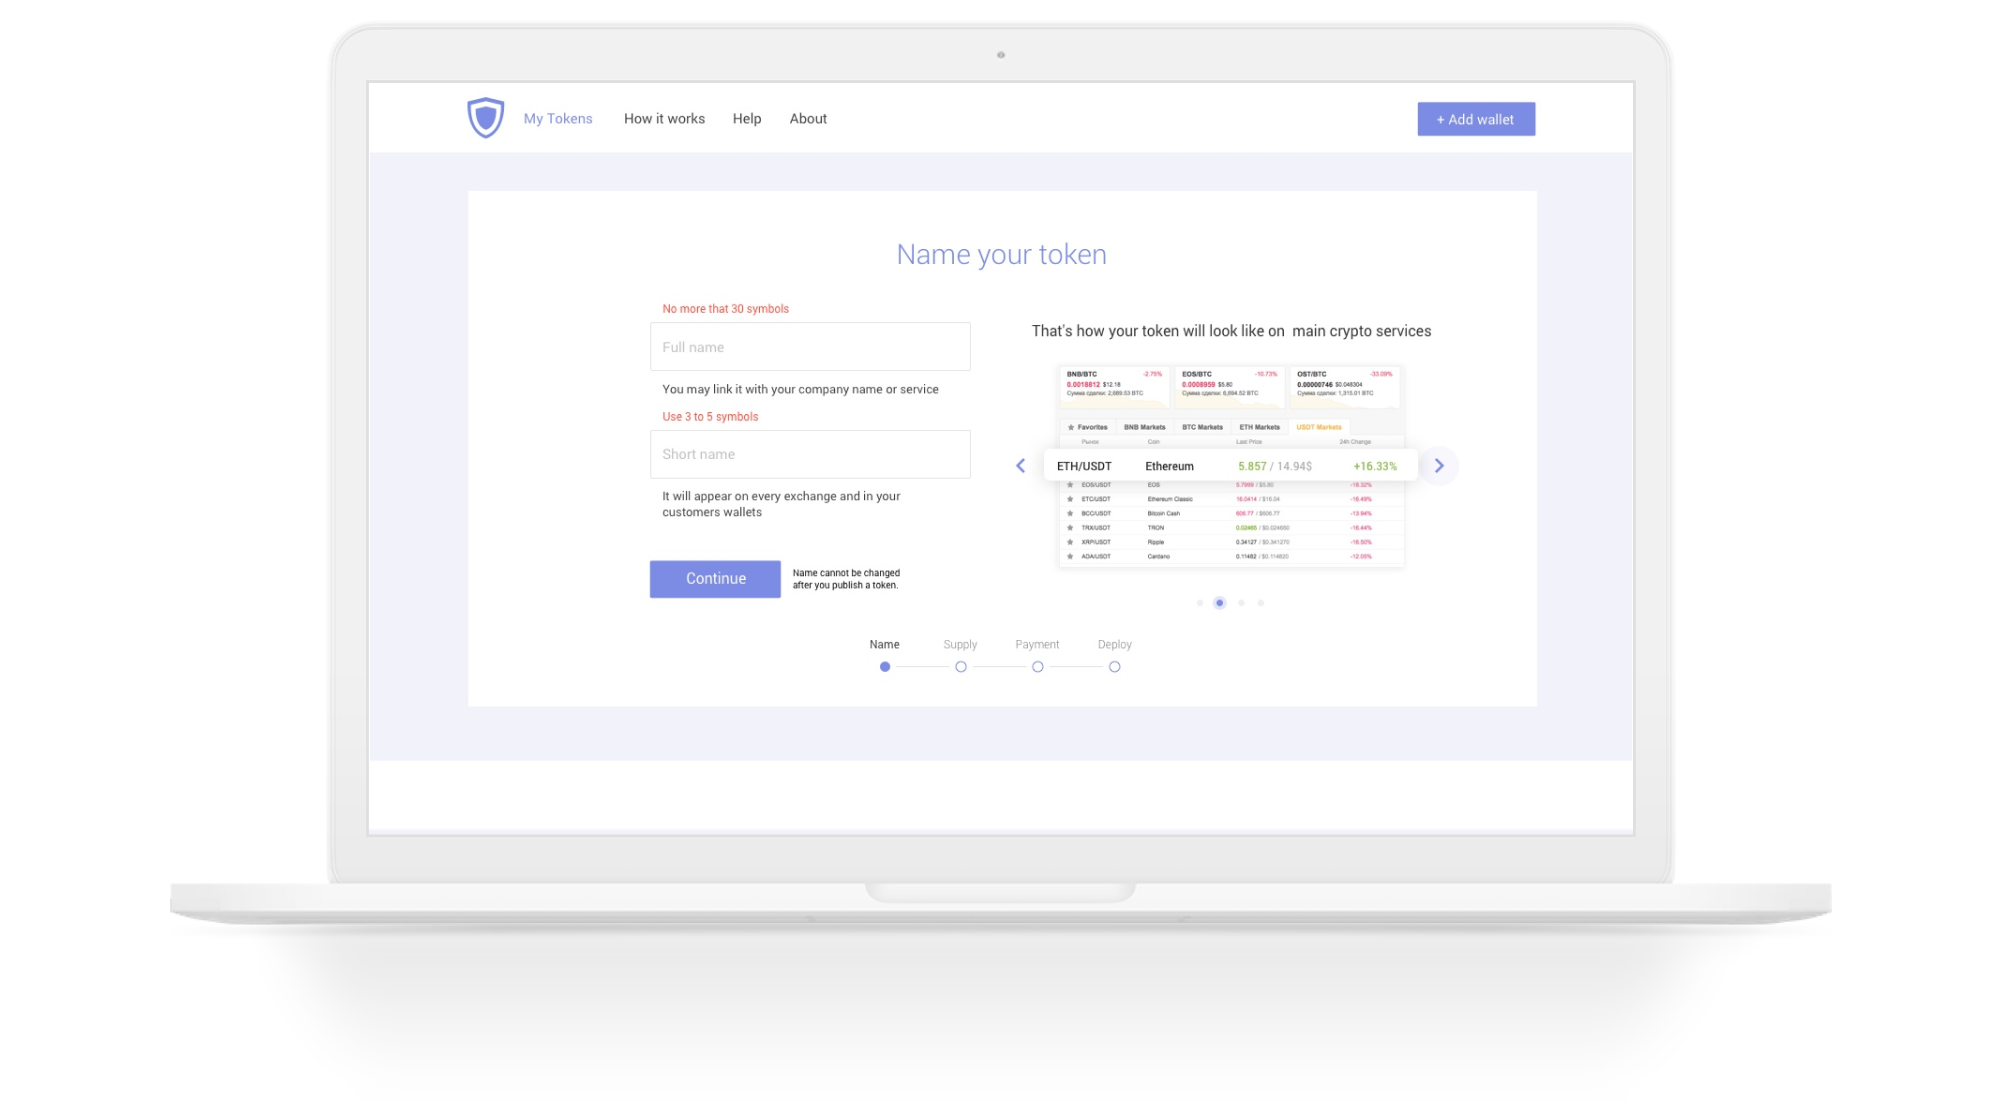 My Tokens How it works Help About + Add wallet
Name your token
No more that 30 symbols
Full name
You may link it with your company name or service
Use 3 to 5 symbols
Short name
It will appear on every exchange and in your
customers wallets
Continue
Name cannot be changed
after you publish a token.
That's how your token will look like on main crypto services
BNB/BTC -2.76%
0.0018812 $12.18
Сумма сделки: 2,689.53 BTC
EOS/BTC -10.73%
0.0008959 $5.80
Сумма сделки: 6,894.52 BTC
OST/BTC -33.09%
0.00000746 $0.048304
Сумма сделки: 1,315.01 BTC
Favorites BNB Markets BTC Markets ETH Markets USDT Markets
Рынок Coin Last Price 24h Change
ETH/USDT Ethereum 5.857 / 14.94$ +16.33%
EOS/USDT EOS 5.7999 / $5.80 -16.32%
ETC/USDT Ethereum Classic 16.0414 / $16.04 -16.49%
BCC/USDT Bitcoin Cash 606.77 / $606.77 -13.94%
TRX/USDT TRON 0.02465 / $0.024650 -16.44%
XRP/USDT Ripple 0.34127 / $0.341270 -16.50%
ADA/USDT Cardano 0.11482 / $0.114820 -12.00%
Name Supply Payment Deploy